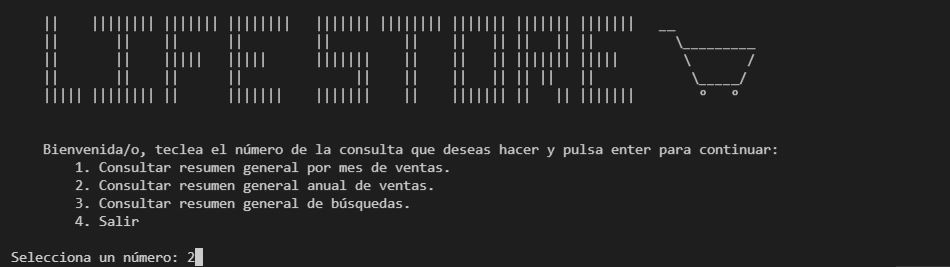 LIFE STORE
Bienvenida/o, teclea el número de la consulta que deseas hacer y pulsa enter para continuar:
1. Consultar resumen general por mes de ventas.
2. Consultar resumen general anual de ventas.
3. Consultar resumen general de búsquedas.
4. Salir
Selecciona un número: 2